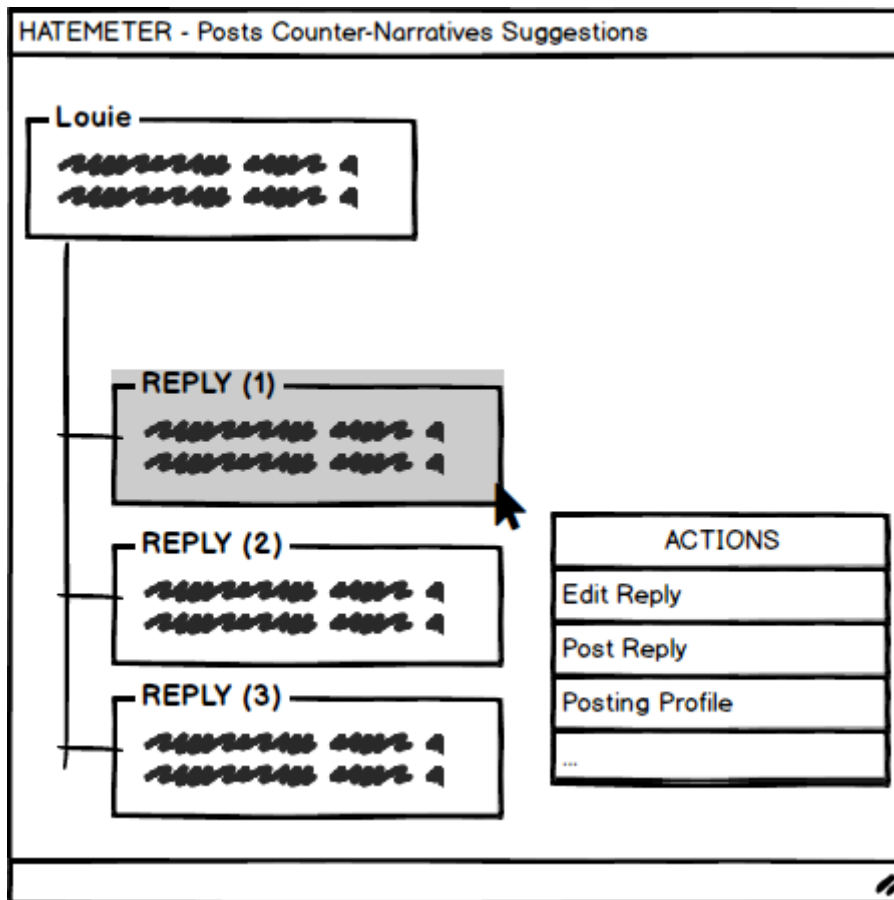 HATEMETER - Posts Counter-Narratives Suggestions
Louie
REPLY (1)
REPLY (2)
REPLY (3)
ACTIONS
Edit Reply
Post Reply
Posting Profile
...